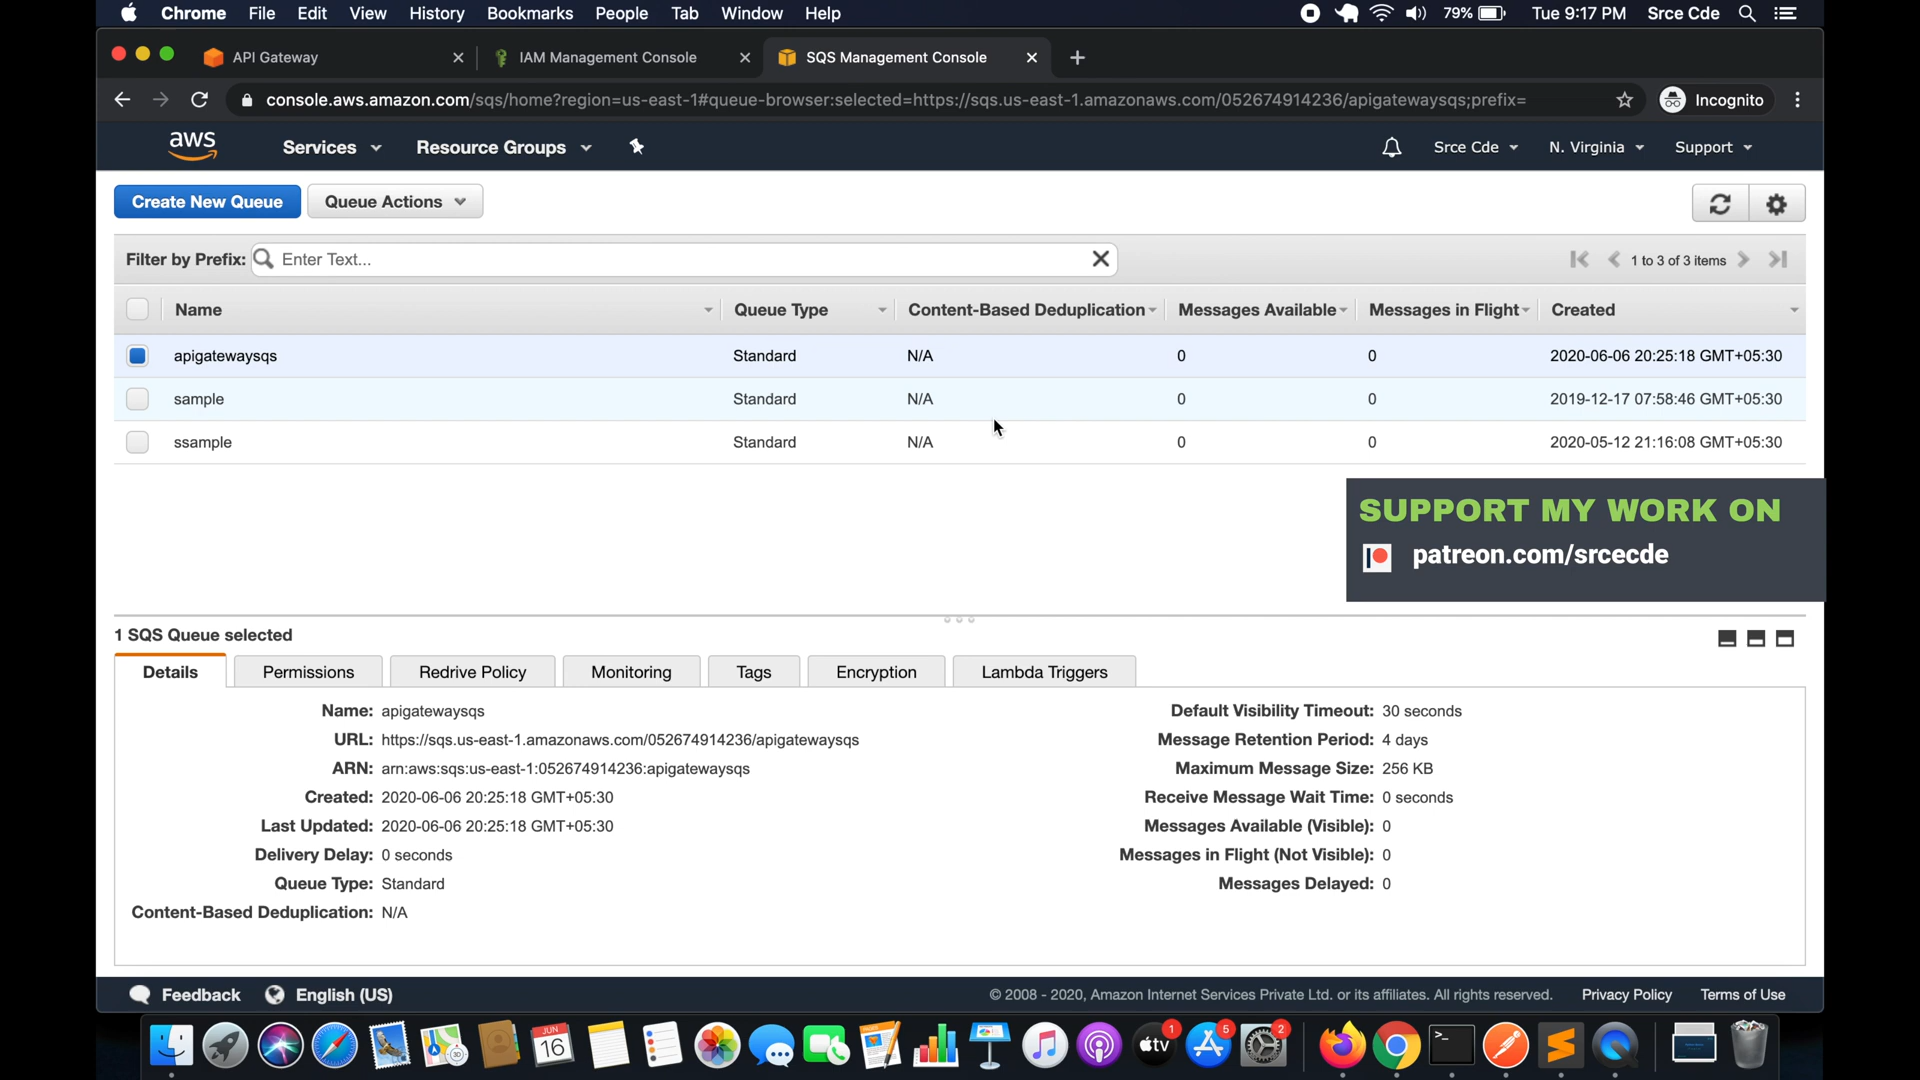 Chrome File Edit View History Bookmarks People Tab Window Help 79% Tue 9:17 PM Srce Cde
API Gateway IAM Management Console SQS Management Console
console.aws.amazon.com/sqs/home?region=us-east-1#queue-browser:selected=https://sqs.us-east-1.amazonaws.com/052674914236/apigatewaysqs;prefix= Incognito
aws Services Resource Groups Srce Cde N. Virginia Support
Create New Queue Queue Actions
Filter by Prefix: Enter Text... 1 to 3 of 3 items
Name Queue Type Content-Based Deduplication Messages Available Messages in Flight Created
apigatewaysqs Standard N/A 0 0 2020-06-06 20:25:18 GMT+05:30
sample Standard N/A 0 0 2019-12-17 07:58:46 GMT+05:30
ssample Standard N/A 0 0 2020-05-12 21:16:08 GMT+05:30
SUPPORT MY WORK ON
patreon.com/srcecde
1 SQS Queue selected
Details Permissions Redrive Policy Monitoring Tags Encryption Lambda Triggers
Name: apigatewaysqs
URL: https://sqs.us-east-1.amazonaws.com/052674914236/apigatewaysqs
ARN: arn:aws:sqs:us-east-1:052674914236:apigatewaysqs
Created: 2020-06-06 20:25:18 GMT+05:30
Last Updated: 2020-06-06 20:25:18 GMT+05:30
Delivery Delay: 0 seconds
Queue Type: Standard
Content-Based Deduplication: N/A
Default Visibility Timeout: 30 seconds
Message Retention Period: 4 days
Maximum Message Size: 256 KB
Receive Message Wait Time: 0 seconds
Messages Available (Visible): 0
Messages in Flight (Not Visible): 0
Messages Delayed: 0
Feedback English (US) © 2008 - 2020, Amazon Internet Services Private Ltd. or its affiliates. All rights reserved. Privacy Policy Terms of Use
JUN
16
tv 1 5 2